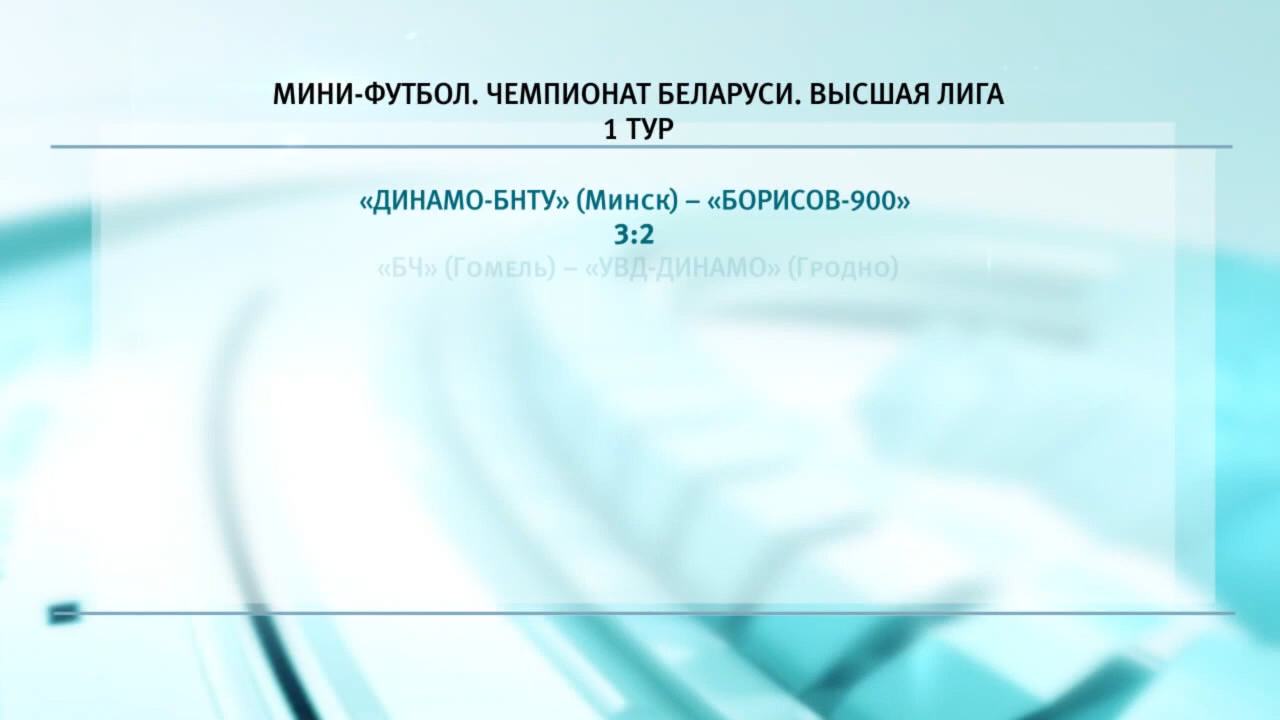 МИНИ-ФУТБОЛ. ЧЕМПИОНАТ БЕЛАРУСИ. ВЫСШАЯ ЛИГА
1 ТУР
«ДИНАМО-БНТУ» (Минск) – «БОРИСОВ-900»
3:2
«БЧ» (Гомель) – «УВД-ДИНАМО» (Гродно)